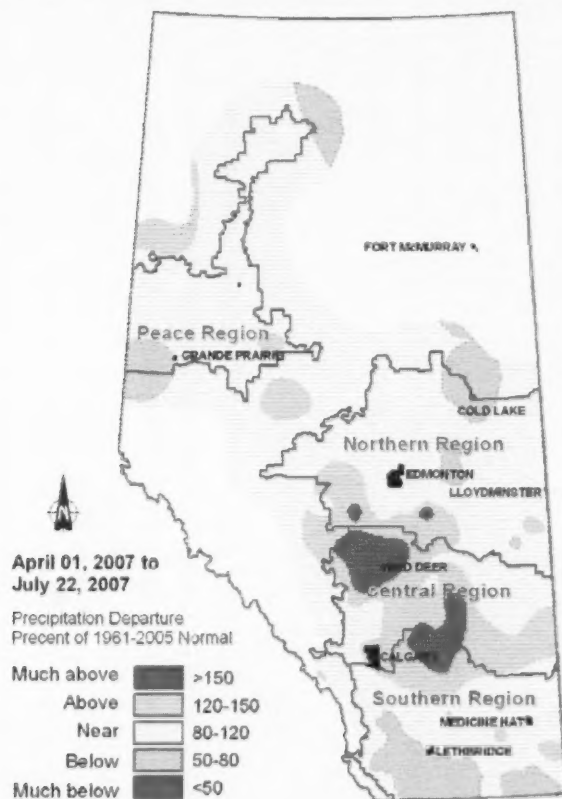 FORT McMURRAY
Peace Region
GRANDE PRAIRIE
COLD LAKE
Northern Region
EDMONTON
LLOYDMINSTER
N
April 01, 2007 to
July 22, 2007
RED DEER
Central Region
Precipitation Departure
Precent of 1961-2005 Normal
CALGARY
Much above >150
Above 120-150
Near 80-120
Below 50-80
Much below <50
Southern Region
MEDICINE HAT
LETHBRIDGE